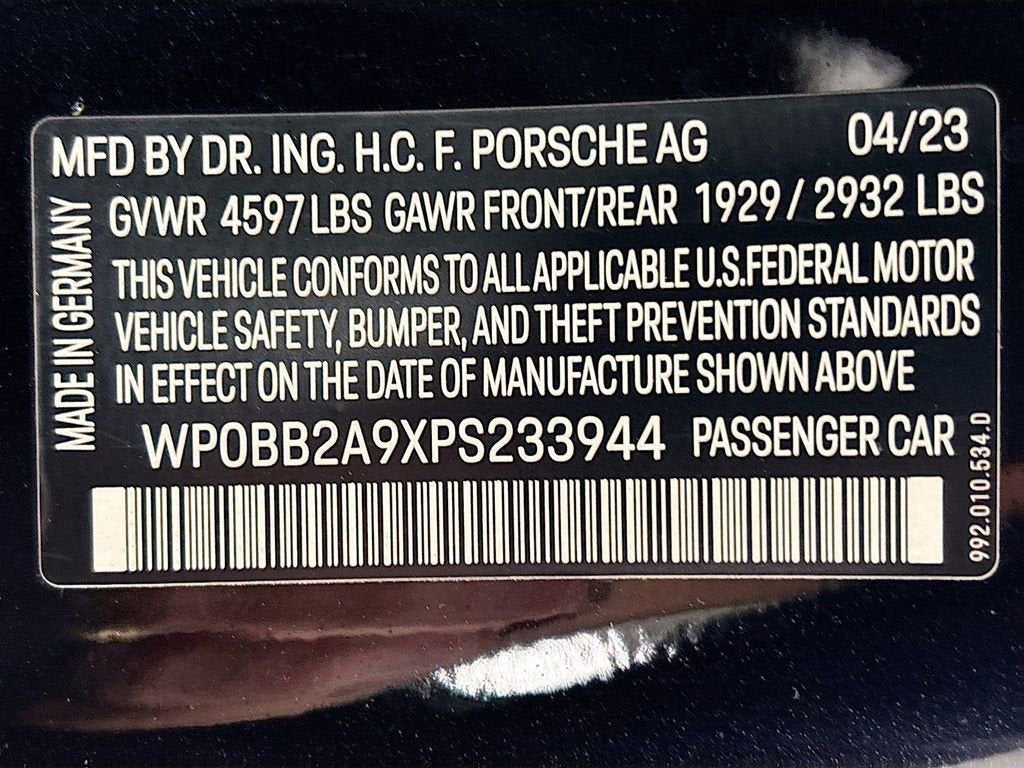 MFD BY DR. ING. H.C. F. PORSCHE AG 04/23
GVWR 4597 LBS GAWR FRONT/REAR 1929 / 2932 LBS
THIS VEHICLE CONFORMS TO ALL APPLICABLE U.S.FEDERAL MOTOR
VEHICLE SAFETY, BUMPER, AND THEFT PREVENTION STANDARDS
IN EFFECT ON THE DATE OF MANUFACTURE SHOWN ABOVE
WP0BB2A9XPS233944 PASSENGER CAR
MADE IN GERMANY
992.010.534.D